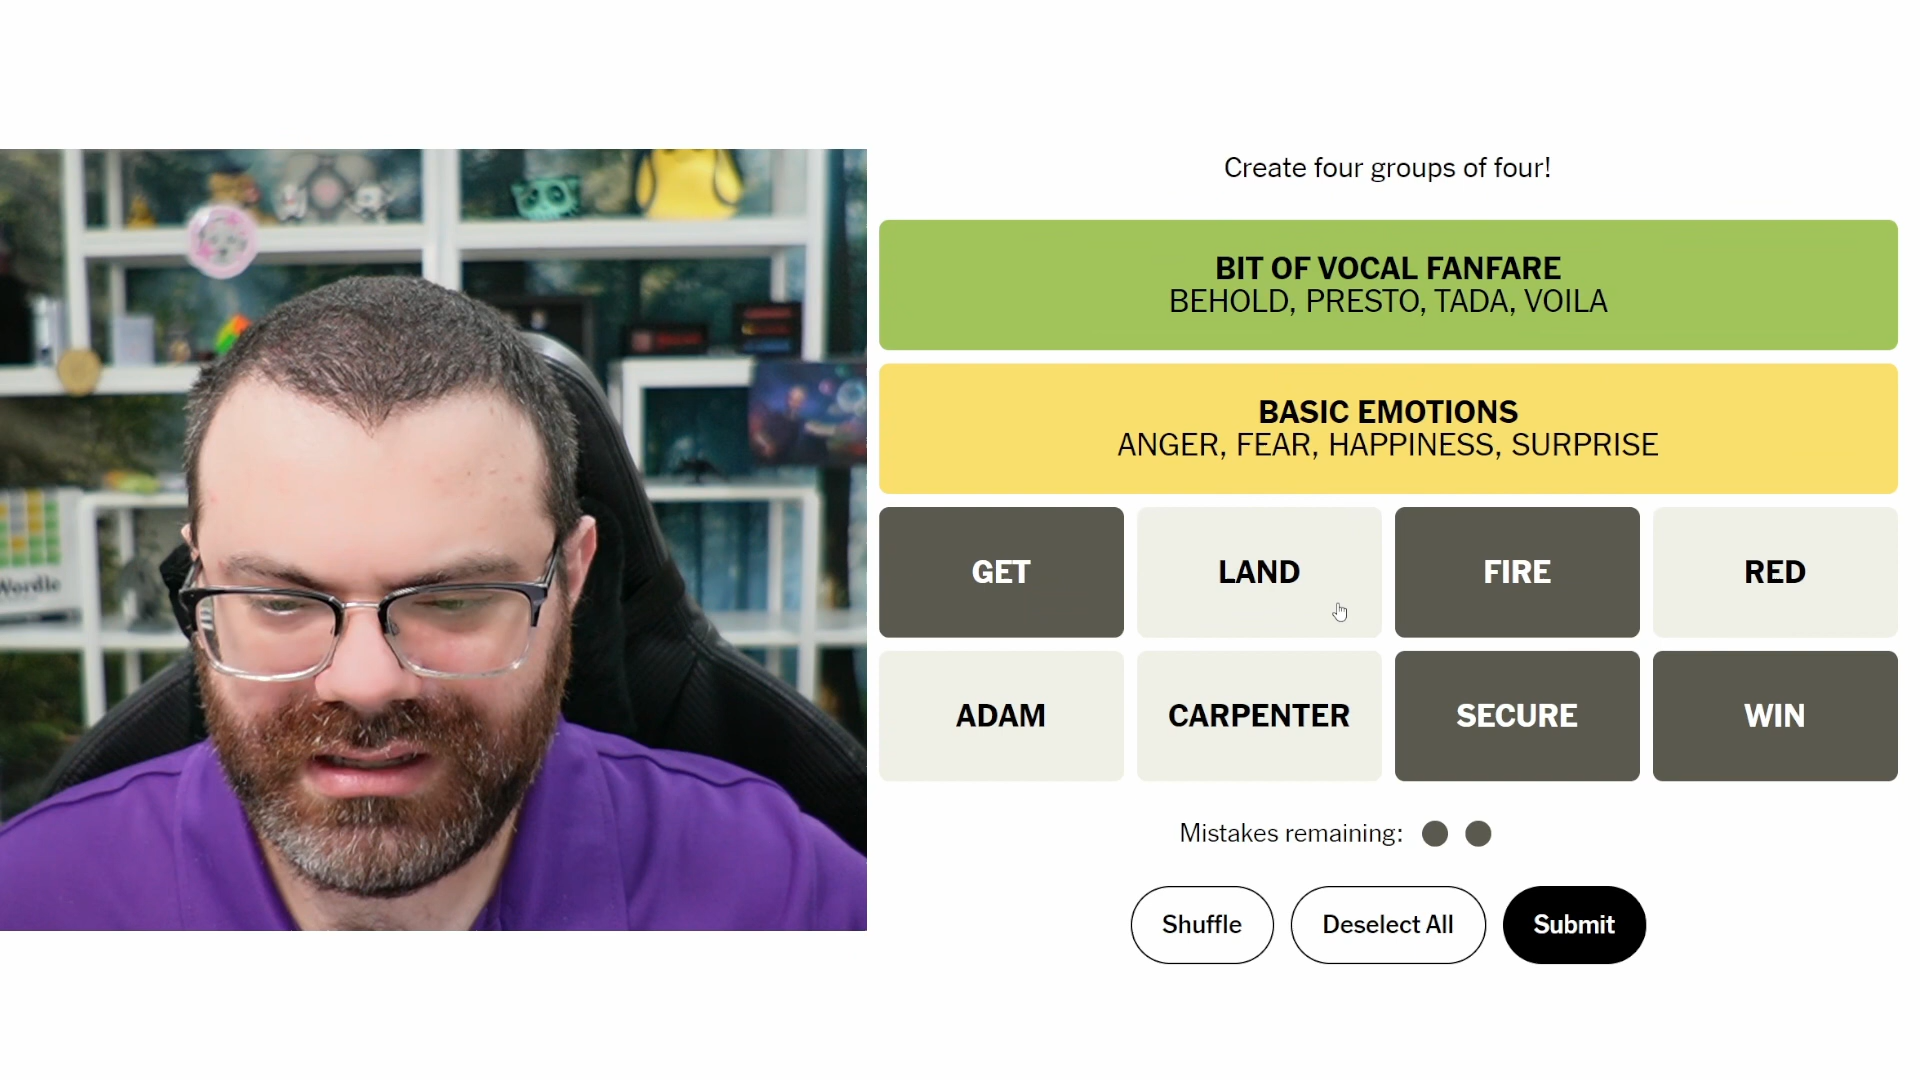 Create four groups of four!
BIT OF VOCAL FANFARE
BEHOLD, PRESTO, TADA, VOILA
BASIC EMOTIONS
ANGER, FEAR, HAPPINESS, SURPRISE
GET LAND FIRE RED
ADAM CARPENTER SECURE WIN
Mistakes remaining:
Shuffle Deselect All Submit
Wordle